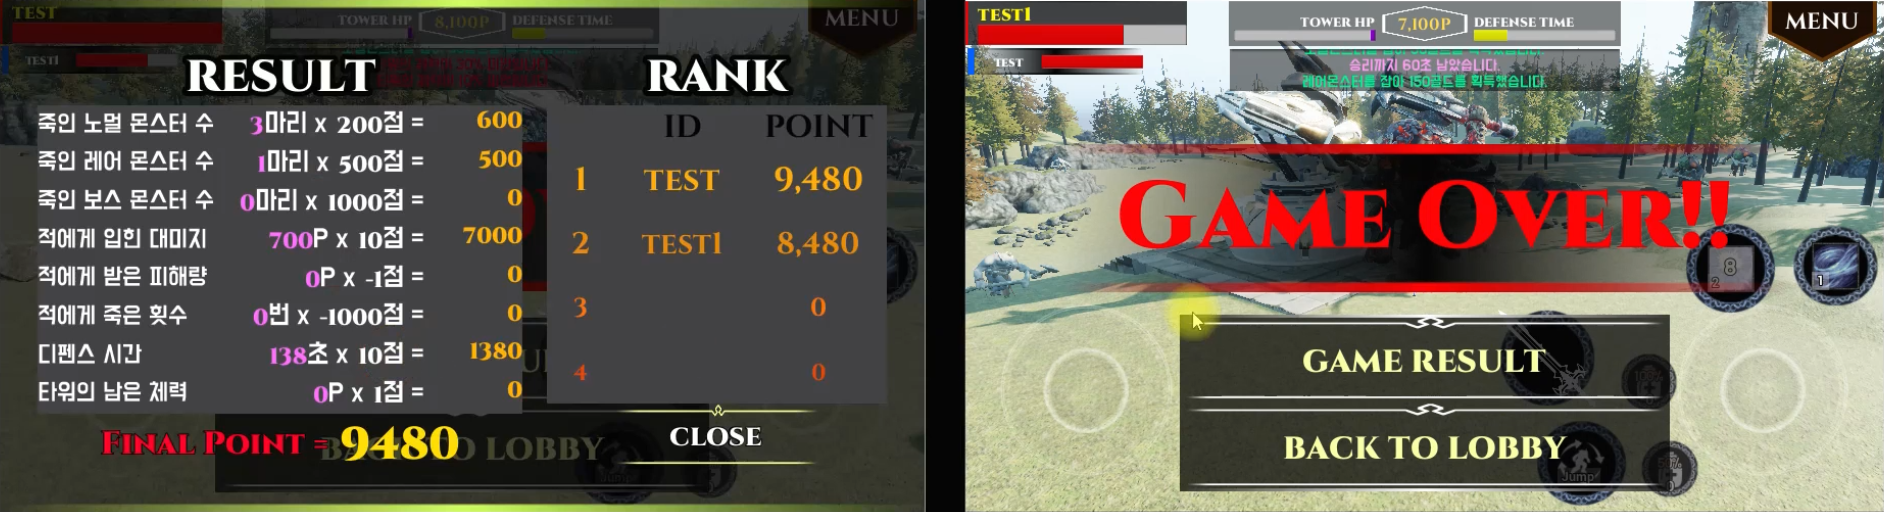 TEST
TOWER HP
8,100P
DEFENSE TIME
MENU
TEST1
RESULT
RANK
죽인 노멀 몬스터 수 3마리 x 200점 = 600
죽인 레어 몬스터 수 1마리 x 500점 = 500
죽인 보스 몬스터 수 0마리 x 1000점 = 0
적에게 입힌 대미지 700P x 10점 = 7000
적에게 받은 피해량 0P x -1점 = 0
적에게 죽은 횟수 0번 x -1000점 = 0
디펜스 시간 138초 x 10점 = 1380
타워의 남은 체력 0P x 1점 = 0
FINAL POINT = 9480
ID POINT
1 TEST 9,480
2 TEST1 8,480
3 0
4 0
BACK TO LOBBY
CLOSE
Jump
TEST1
TOWER HP
7,100P
DEFENSE TIME
MENU
TEST
승리까지 60초 남았습니다.
레어몬스터를 잡아 150골드를 획득했습니다.
GAME OVER!!
8
2
1
GAME RESULT
BACK TO LOBBY
Jump